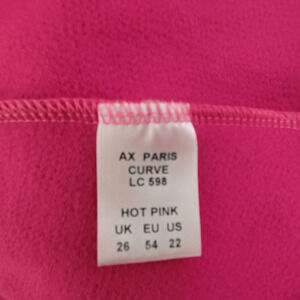 AX PARIS
CURVE
LC 598
HOT PINK
UK EU US
26 54 22